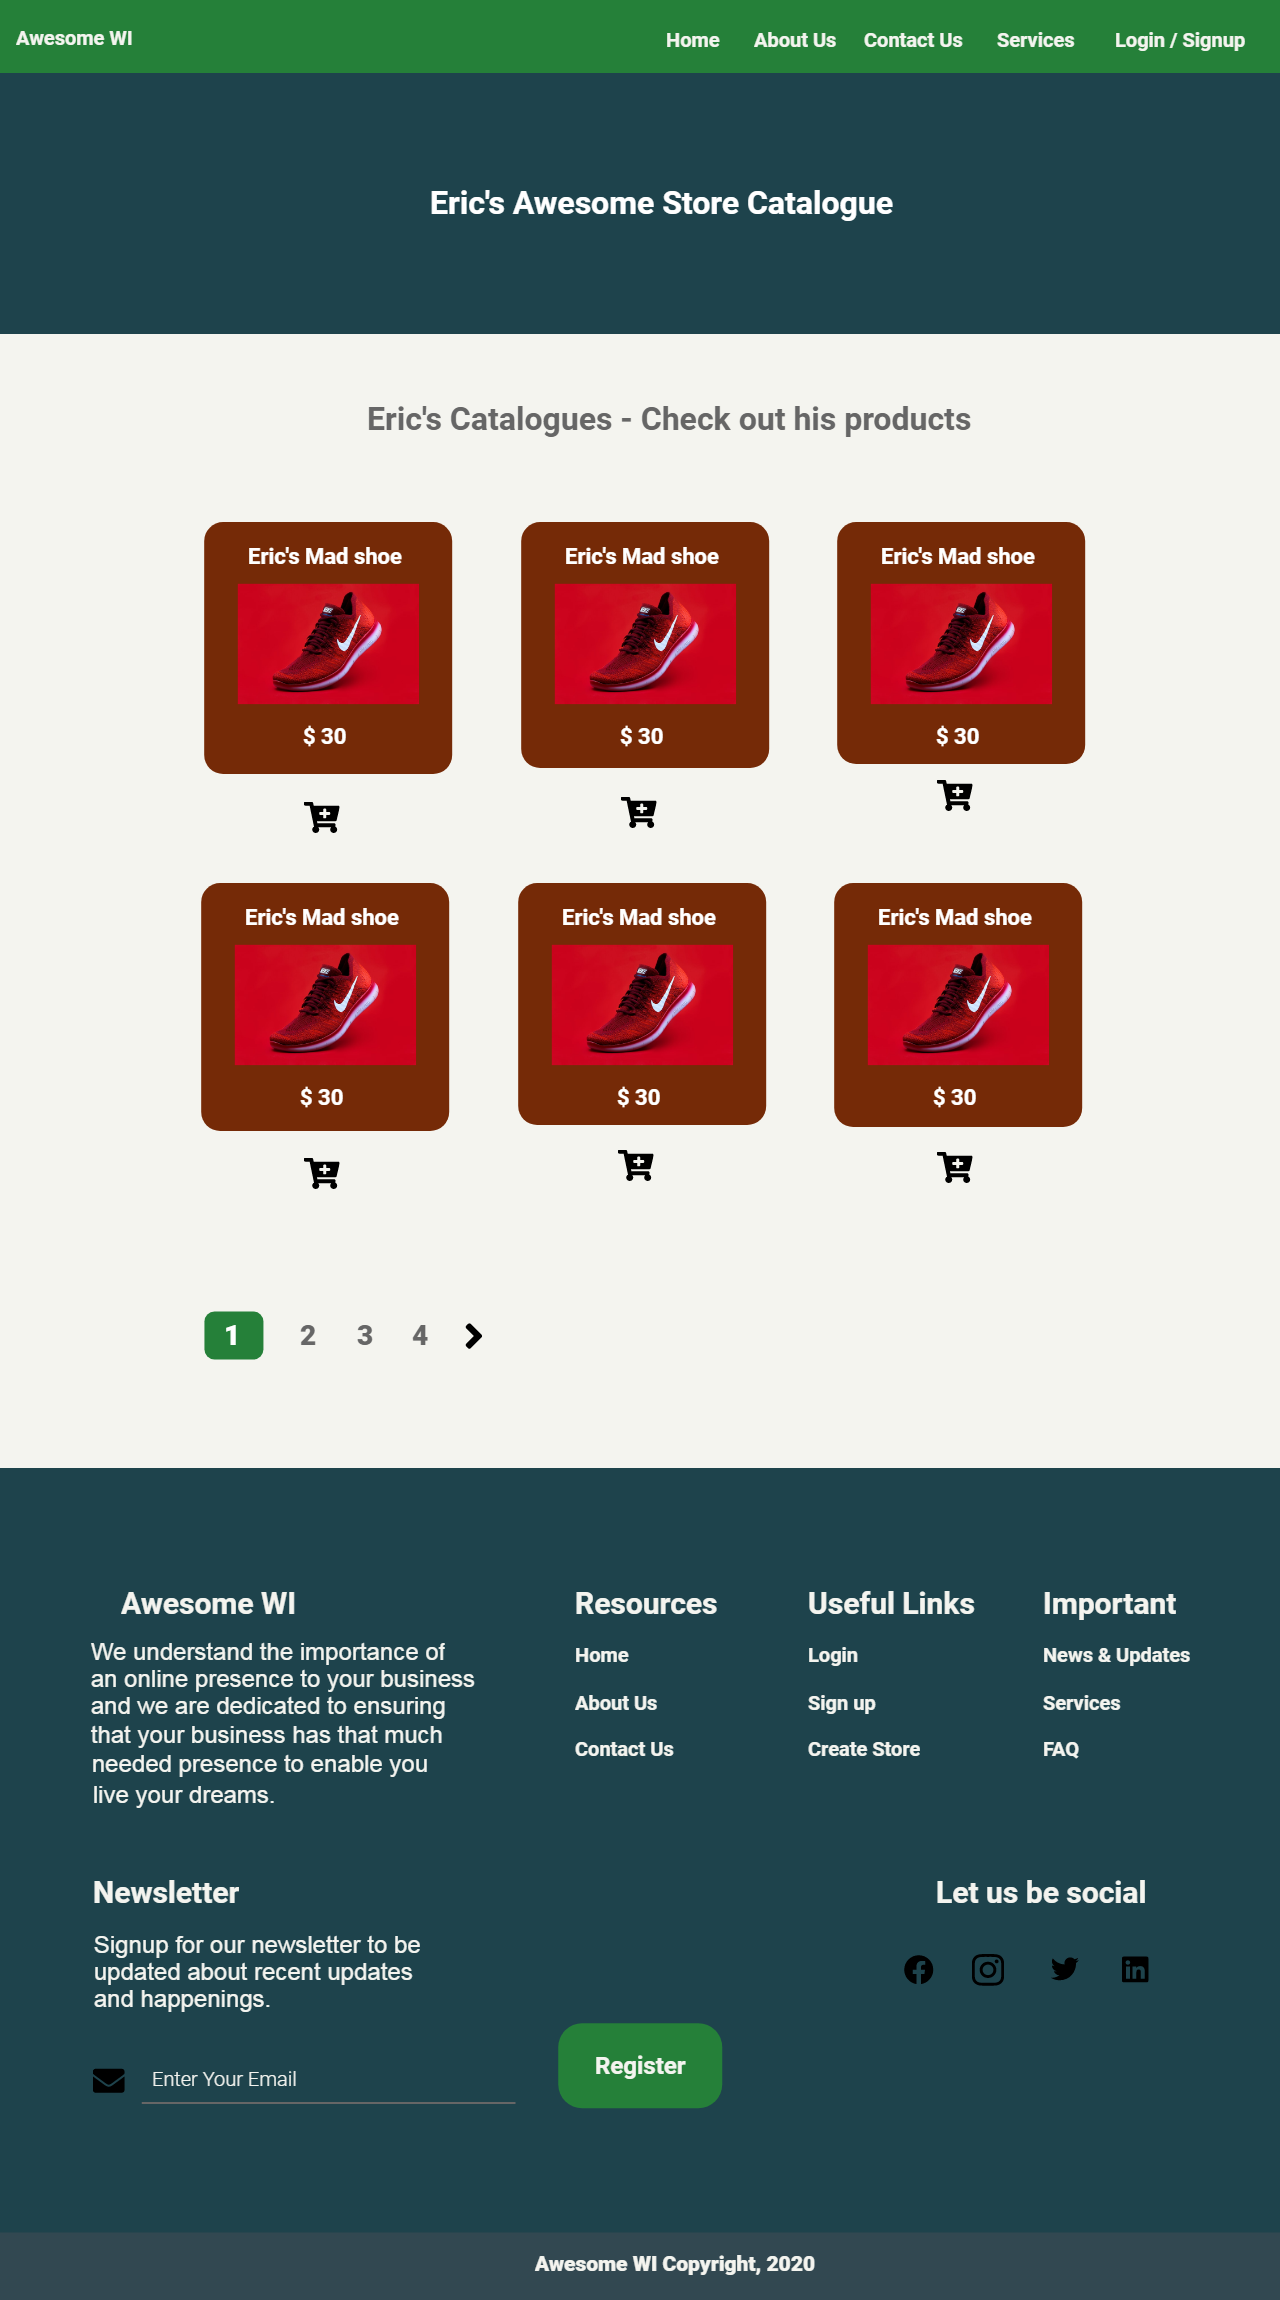 Awesome WI
Home About Us Contact Us Services Login / Signup
Eric's Awesome Store Catalogue
Eric's Catalogues - Check out his products
Eric's Mad shoe Eric's Mad shoe Eric's Mad shoe
$ 30 $ 30 $ 30
Eric's Mad shoe Eric's Mad shoe Eric's Mad shoe
$ 30 $ 30 $ 30
1 2 3 4
Awesome WI
We understand the importance of
an online presence to your business
and we are dedicated to ensuring
that your business has that much
needed presence to enable you
live your dreams.
Resources
Home
About Us
Contact Us
Useful Links
Login
Sign up
Create Store
Important
News & Updates
Services
FAQ
Newsletter
Signup for our newsletter to be
updated about recent updates
and happenings.
Enter Your Email
Register
Let us be social
Awesome WI Copyright, 2020